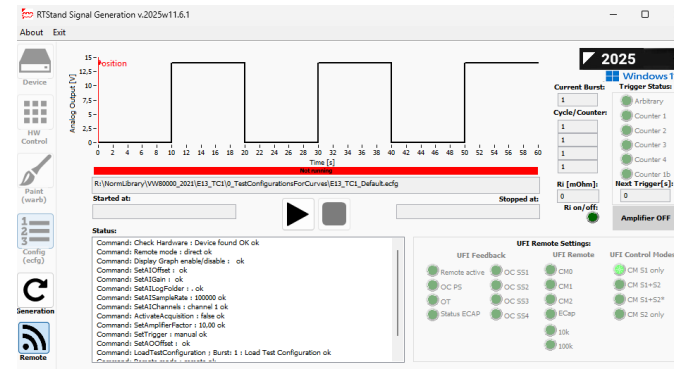 RTStand Signal Generation v.2025w11.6.1
About Exit
Device
HW
Control
Paint
(warb)
Config
(ecfg)
Generation
Remote
Analog Output [V]
15
12,5
10
7,5
5
2,5
0
Position
0 2 4 6 8 10 12 14 16 18 20 22 24 26 28 30 32 34 36 38 40 42 44 46 48 50 52 54 56 58 60
Time [s]
Not running
R:\NormLibrary\VW80000_2021\E13_TC1\0_TestConfigurationsForCurves\E13_TC1_Default.ecfg
Started at:
Stopped at:
Status:
Command: Check Hardware : Device found OK ok
Command: Remote mode : direct ok
Command: Display Graph enable/disable : ok
Command: SetAIOffset : ok
Command: SetAIGain : ok
Command: SetAILogFolder : . ok
Command: SetAISampleRate : 100000 ok
Command: SetAIChannels : channel 1 ok
Command: ActivateAcquisition : false ok
Command: SetAmplifierFactor : 10,00 ok
Command: SetTrigger : manual ok
Command: SetAOOffset : ok
Command: LoadTestConfiguration ; Burst: 1 : Load Test Configuration ok
Command: Remote mode : remote ok
2025
Windows 1
Current Burst:
1
Cycle/Counter:
1
1
1
1
Ri [mOhm]:
0
Ri on/off:
Trigger Status:
Arbitrary
Counter 1
Counter 2
Counter 3
Counter 4
Counter 1b
Next Trigger[s]:
0
Amplifier OFF
UFI Remote Settings:
UFI Feedback
Remote active
OC PS
OT
Status ECAP
OC SS1
OC SS2
OC SS3
OC SS4
UFI Remote
CM0
CM1
CM2
ECap
10k
100k
UFI Control Modes
CM S1 only
CM S1+S2
CM S1+S2*
CM S2 only